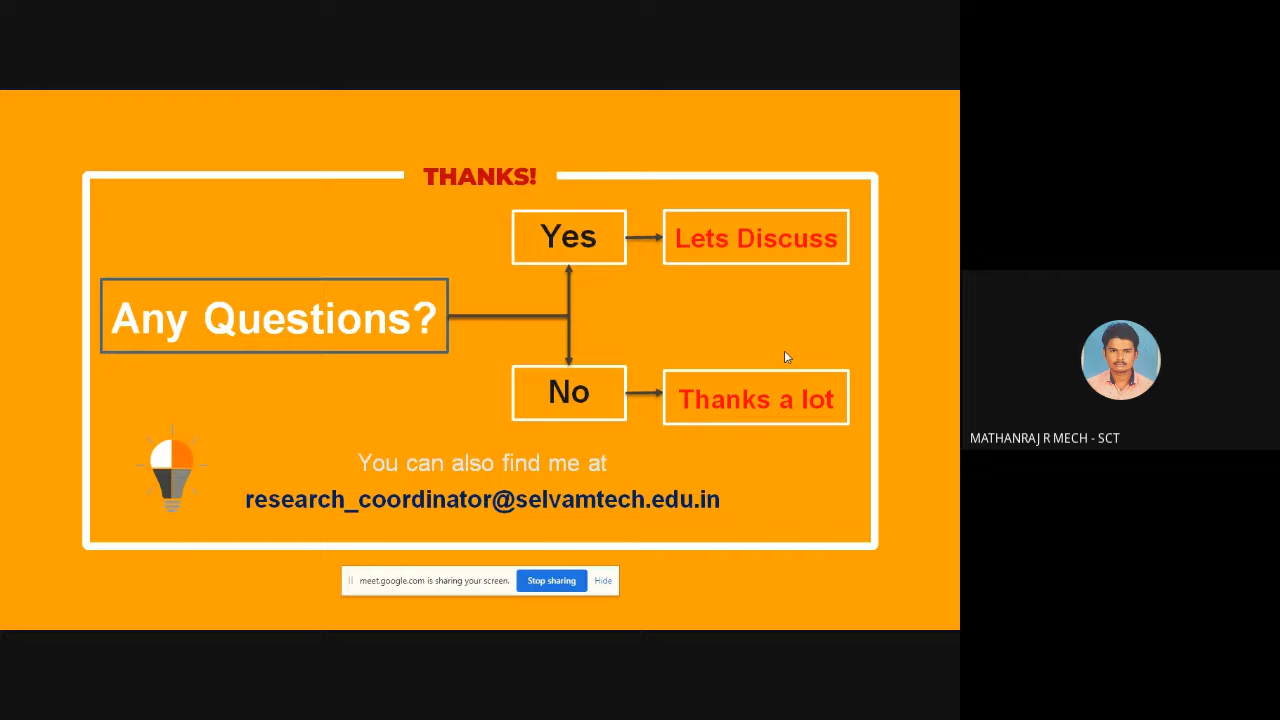 THANKS!
Yes
Lets Discuss
Any Questions?
No
Thanks a lot
You can also find me at
research_coordinator@selvamtech.edu.in
meet.google.com is sharing your screen.
Stop sharing
Hide
MATHANRAJ R MECH - SCT